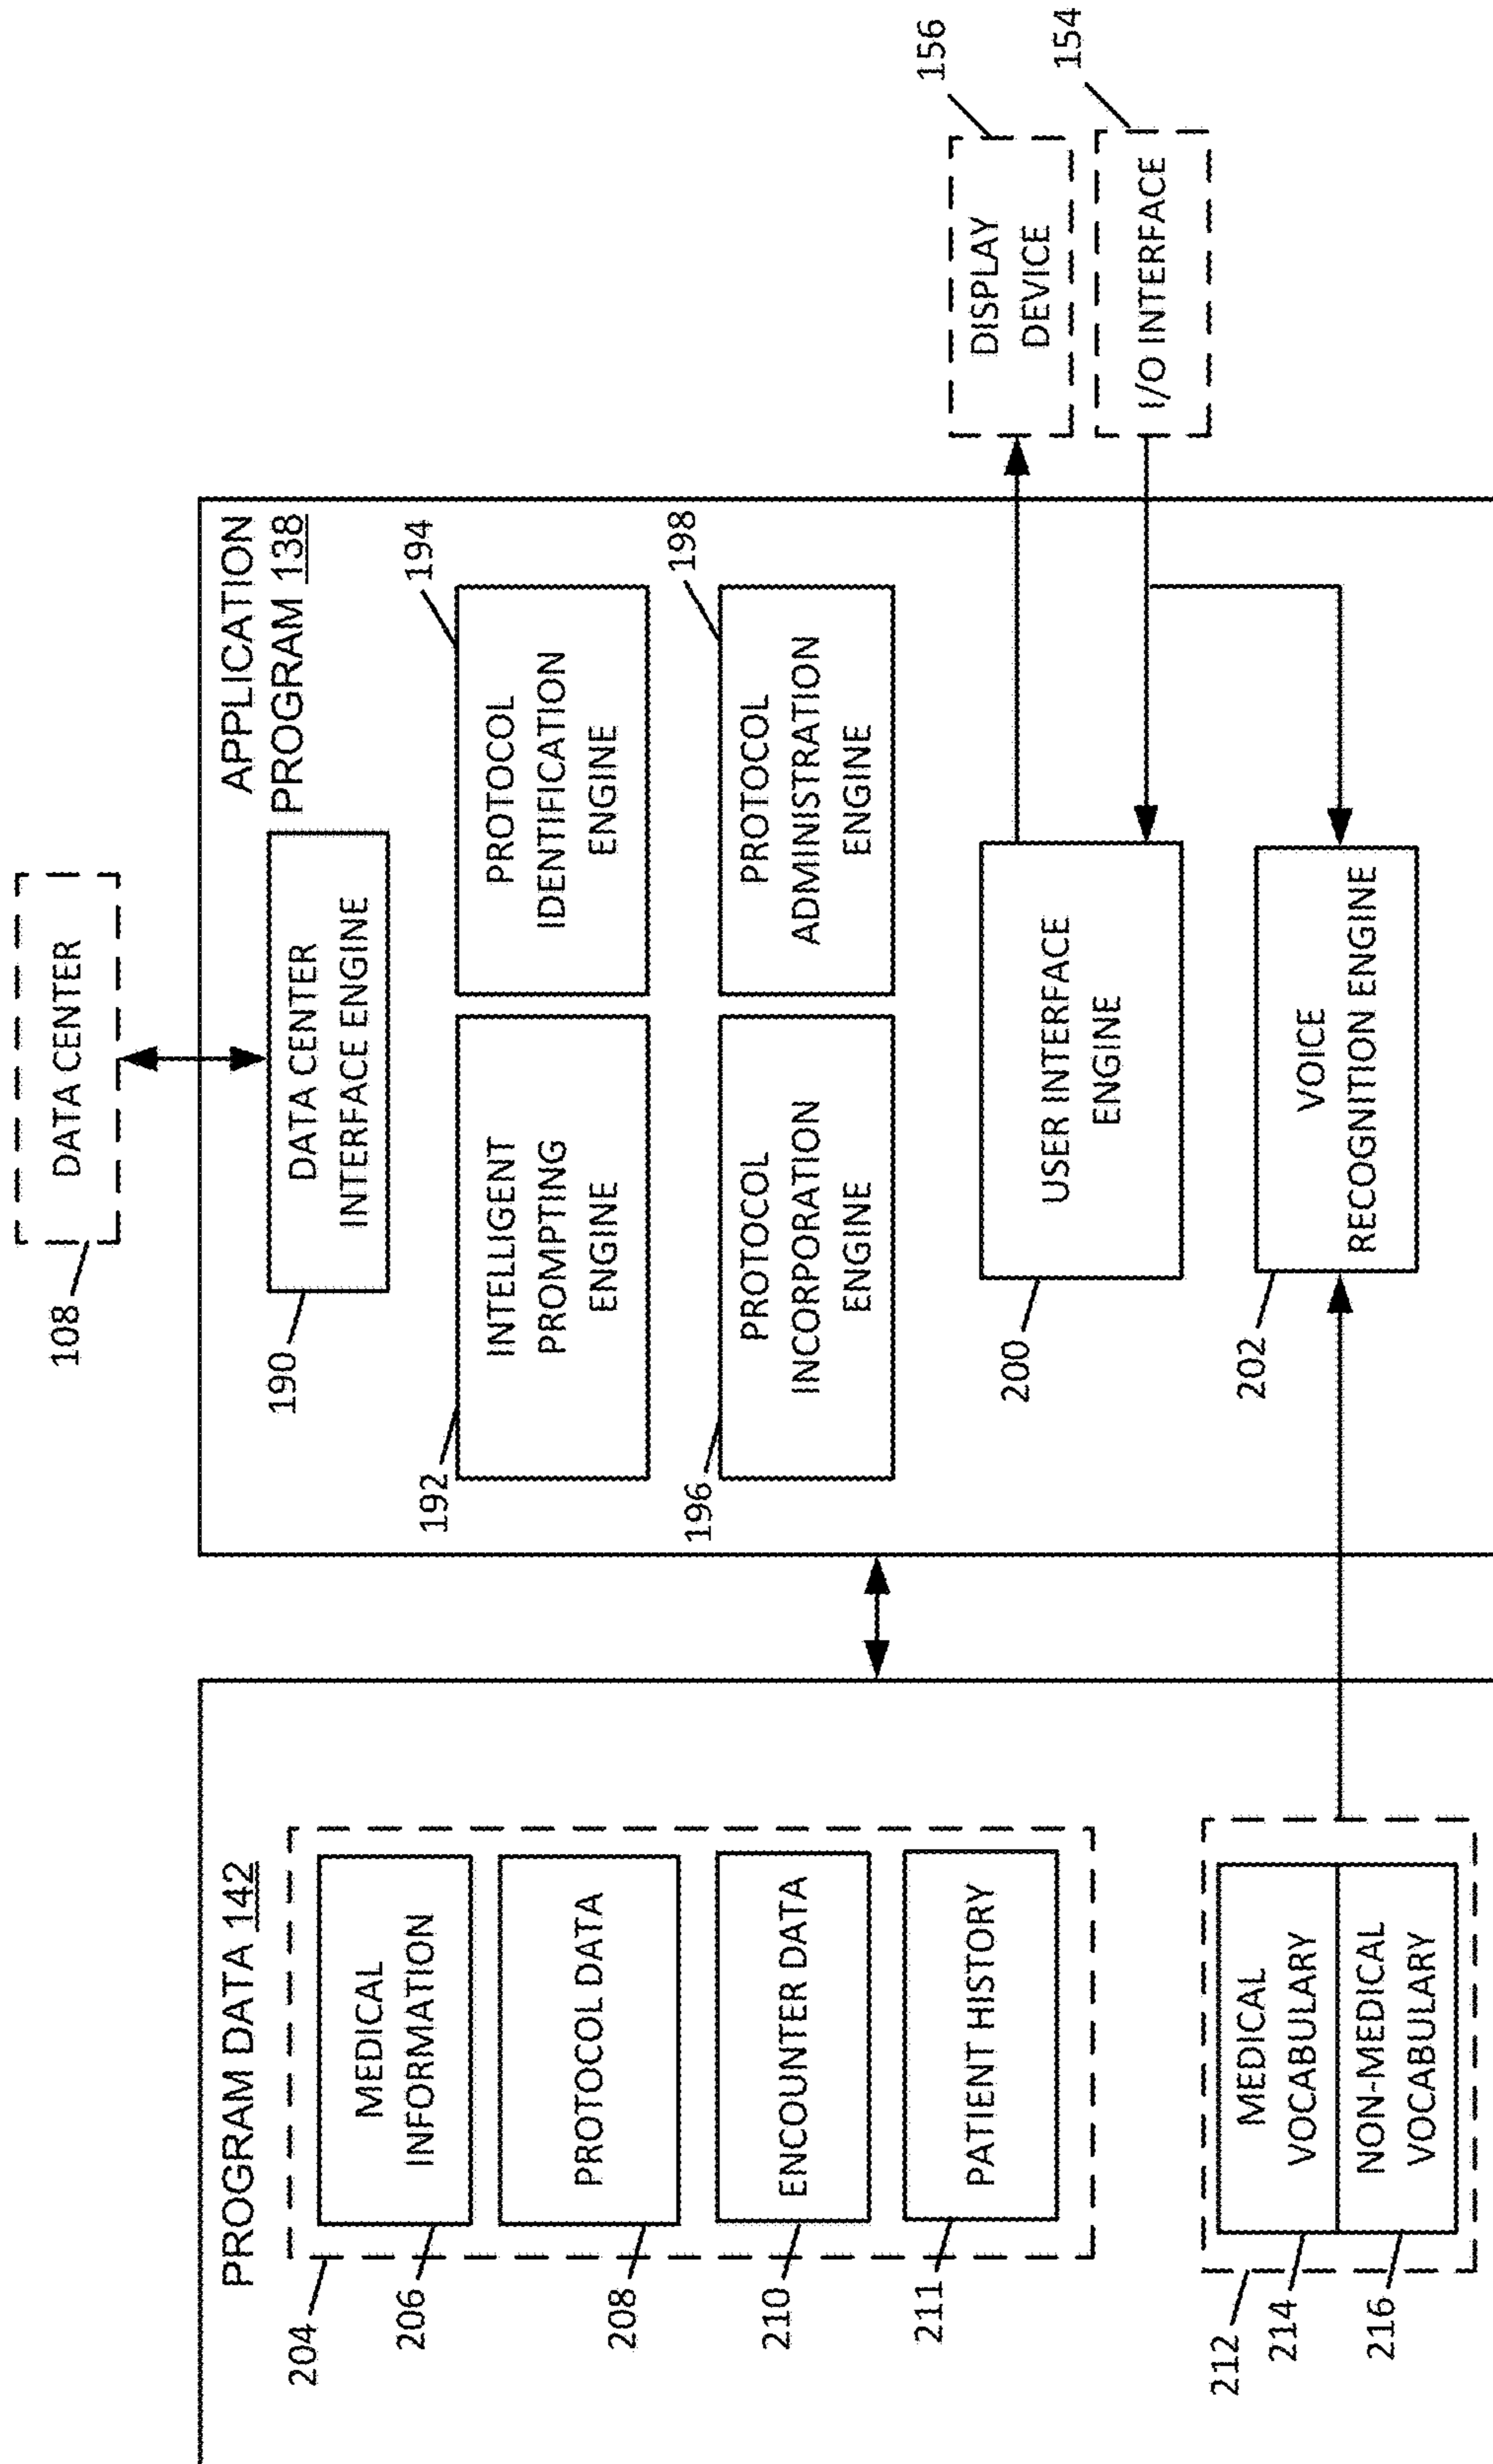 PROGRAM DATA 142
204
MEDICAL
INFORMATION
206
PROTOCOL DATA
208
ENCOUNTER DATA
210
PATIENT HISTORY
211
212
MEDICAL
VOCABULARY
214
NON-MEDICAL
VOCABULARY
216
DATA CENTER
108
APPLICATION
PROGRAM 138
DATA CENTER
INTERFACE ENGINE
190
INTELLIGENT
PROMPTING
ENGINE
192
PROTOCOL
IDENTIFICATION
ENGINE
194
PROTOCOL
INCORPORATION
ENGINE
196
PROTOCOL
ADMINISTRATION
ENGINE
198
USER INTERFACE
ENGINE
200
VOICE
RECOGNITION ENGINE
202
DISPLAY
DEVICE
156
I/O INTERFACE
154